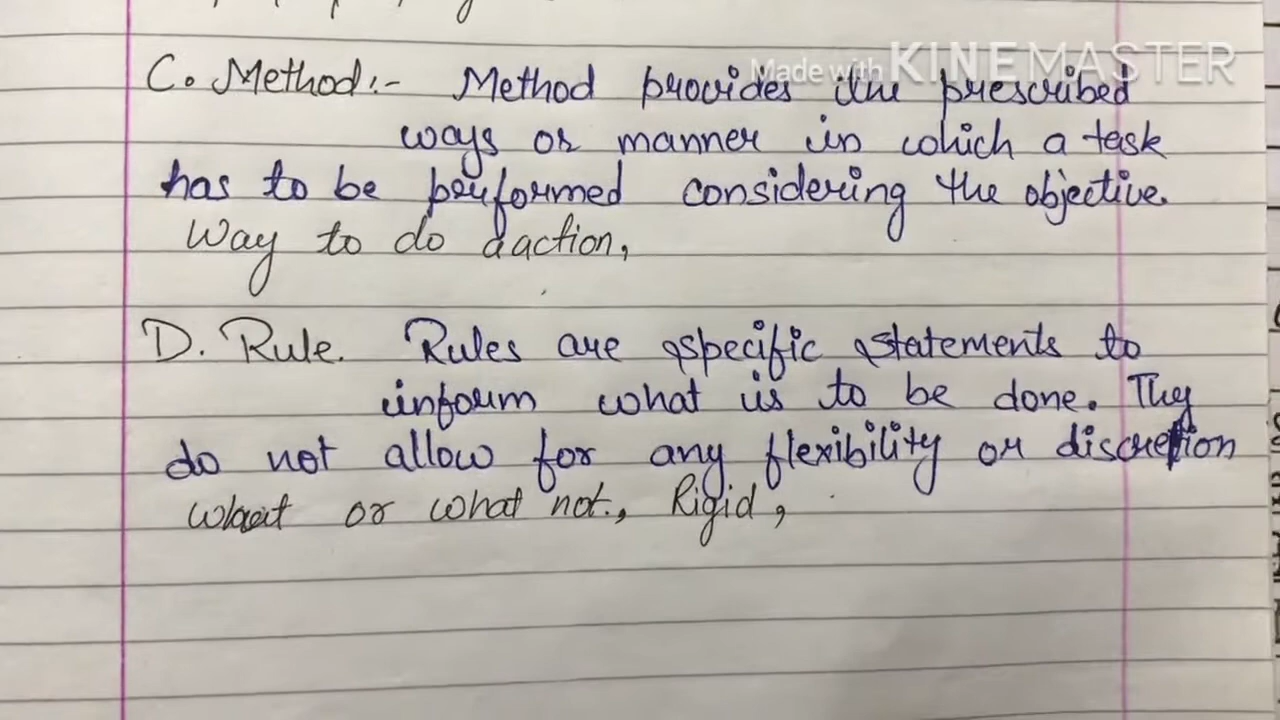 Made with KINEMASTER
C. Method:- Method provides the prescribed
ways or manner in which a task
has to be performed considering the objective.
Way to do a action,
D. Rule. Rules are specific statements to
inform what is to be done. They
do not allow for any flexibility or discretion
what or what not., Rigid,